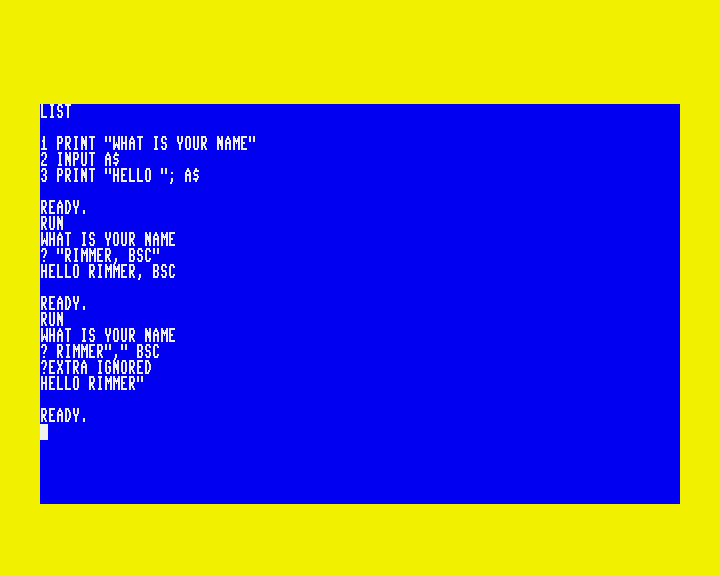 LIST
1 PRINT "WHAT IS YOUR NAME"
2 INPUT A$
3 PRINT "HELLO "; A$
READY.
RUN
WHAT IS YOUR NAME
? "RIMMER, BSC"
HELLO RIMMER, BSC
READY.
RUN
WHAT IS YOUR NAME
? RIMMER"," BSC
?EXTRA IGNORED
HELLO RIMMER"
READY.